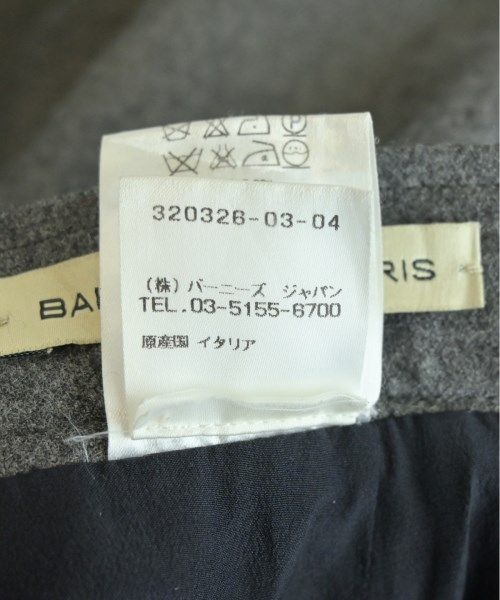 320326-03-04
BA
RIS
(株) バーニーズ ジャパン
TEL.03-5155-6700
原産国 イタリア